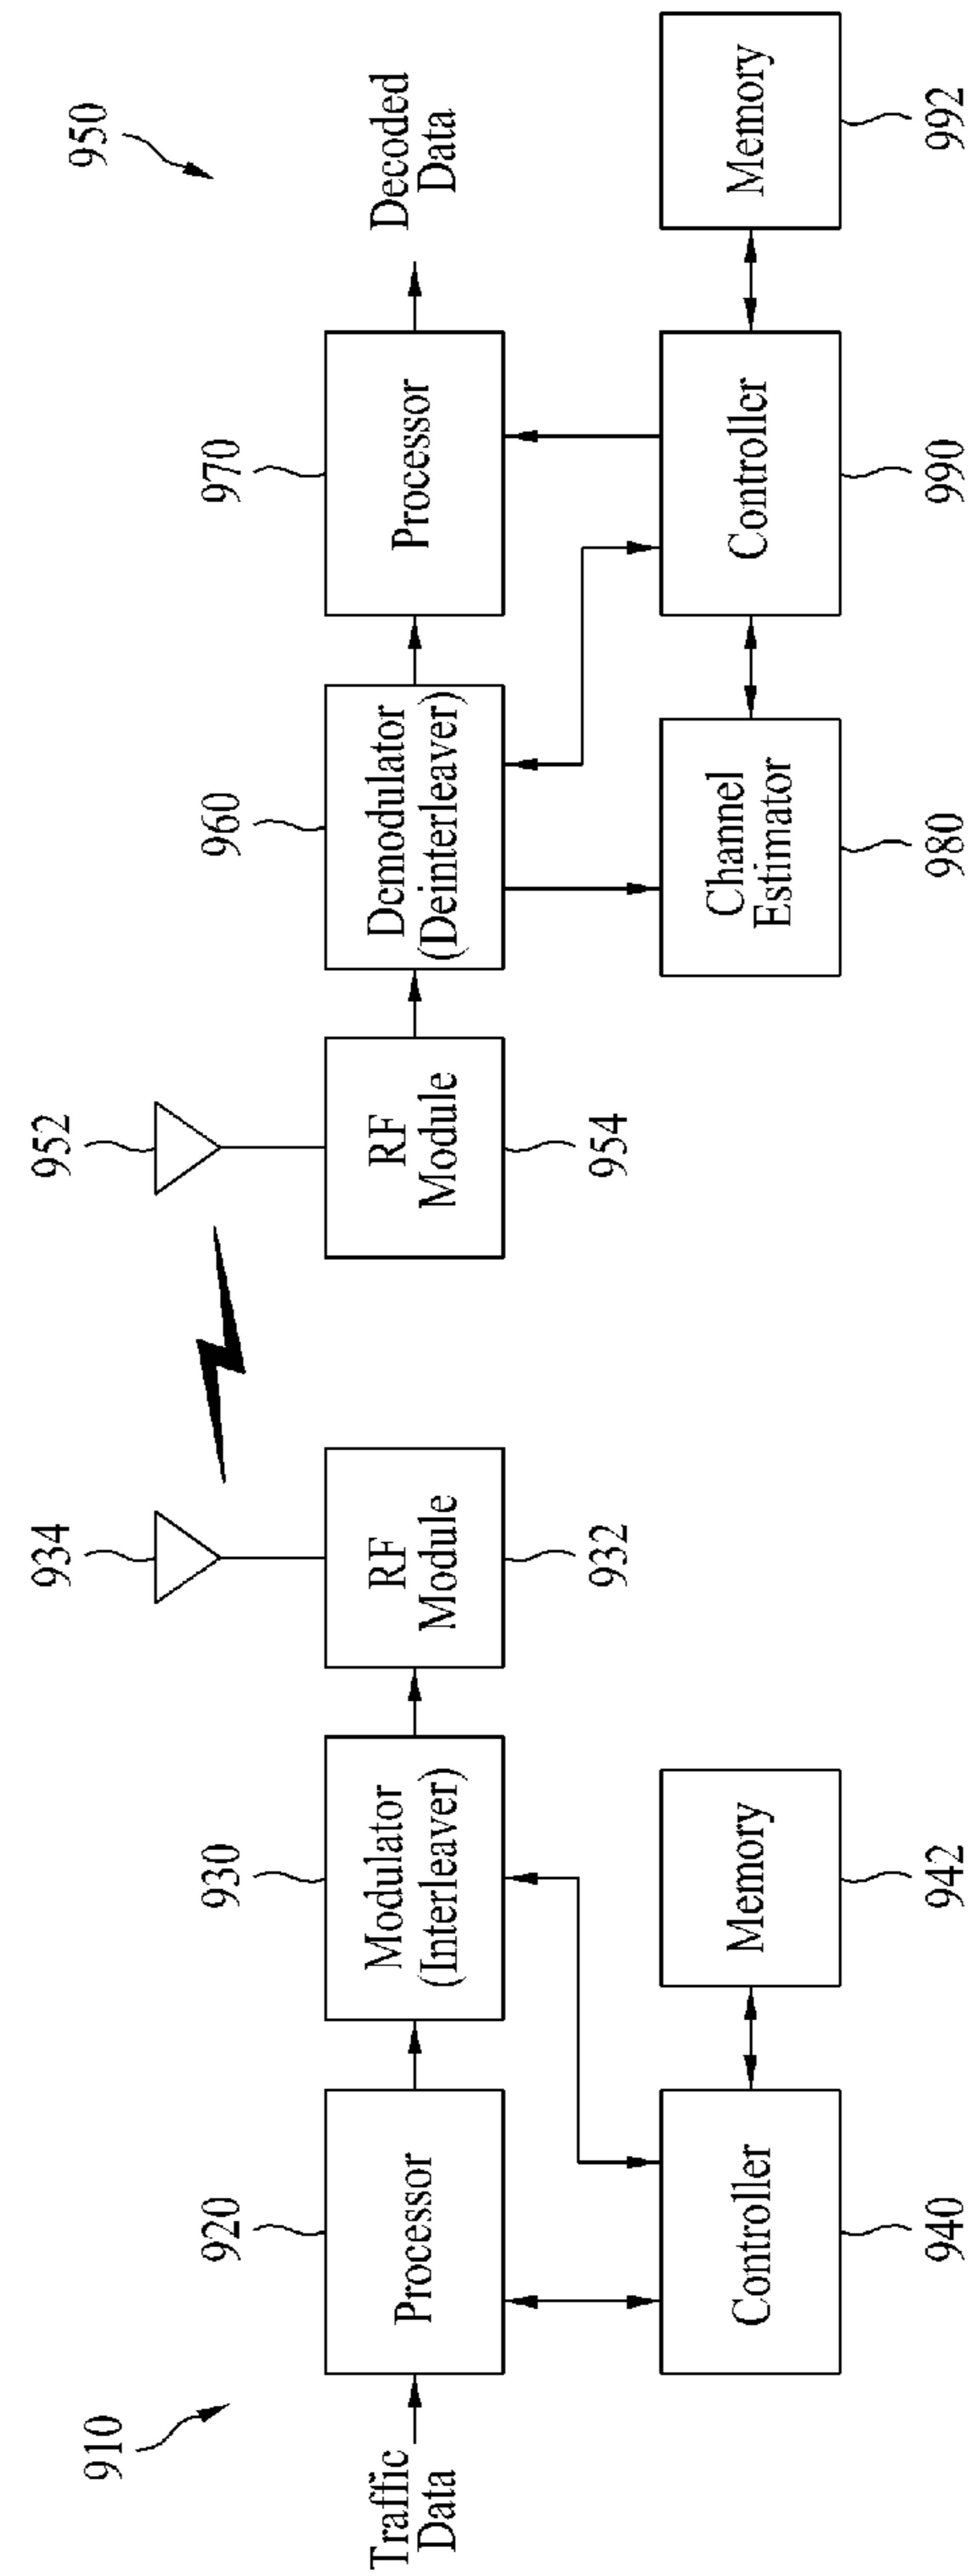 910
Traffic
Data
920
Processor
930
Modulator
(Interleaver)
934
RF
Module
932
Controller
940
Memory
942
950
952
RF
Module
954
960
Demodulator
(Deinterleaver)
970
Processor
Decoded
Data
Channel
Estimator
980
Controller
990
Memory
992